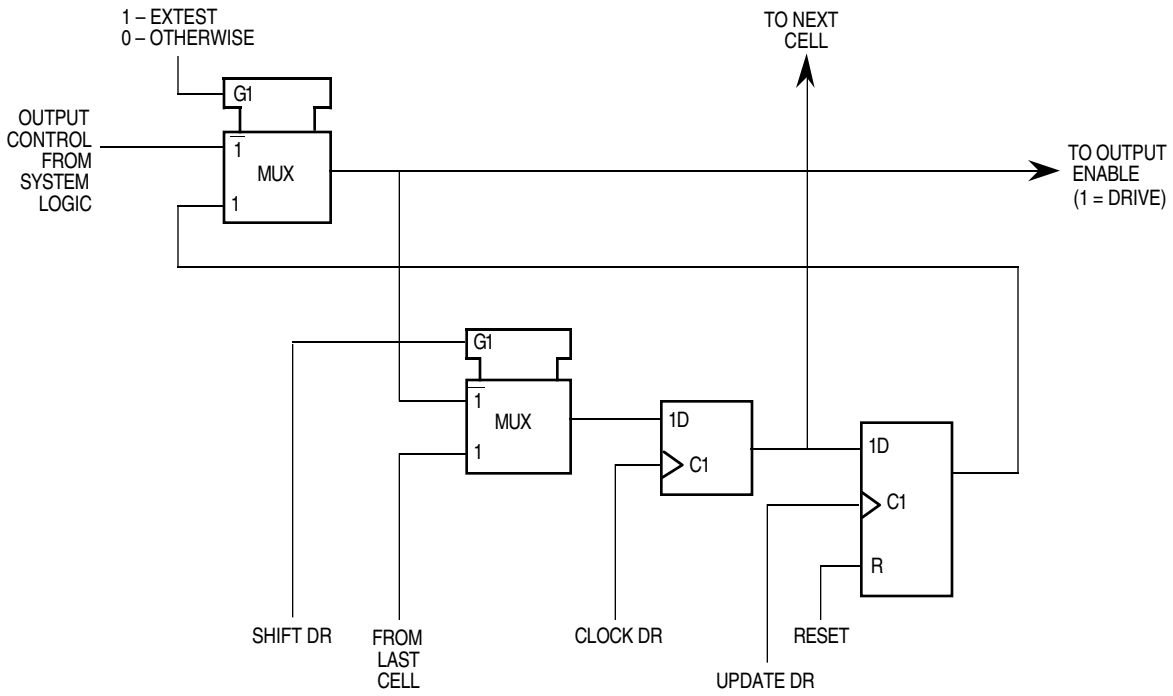 1 – EXTEST
0 – OTHERWISE
TO NEXT
CELL
G1
OUTPUT
CONTROL
FROM
SYSTEM
LOGIC
1
MUX
1
TO OUTPUT
ENABLE
(1 = DRIVE)
G1
1
MUX
1
1D
C1
1D
C1
R
SHIFT DR
FROM
LAST
CELL
CLOCK DR
RESET
UPDATE DR